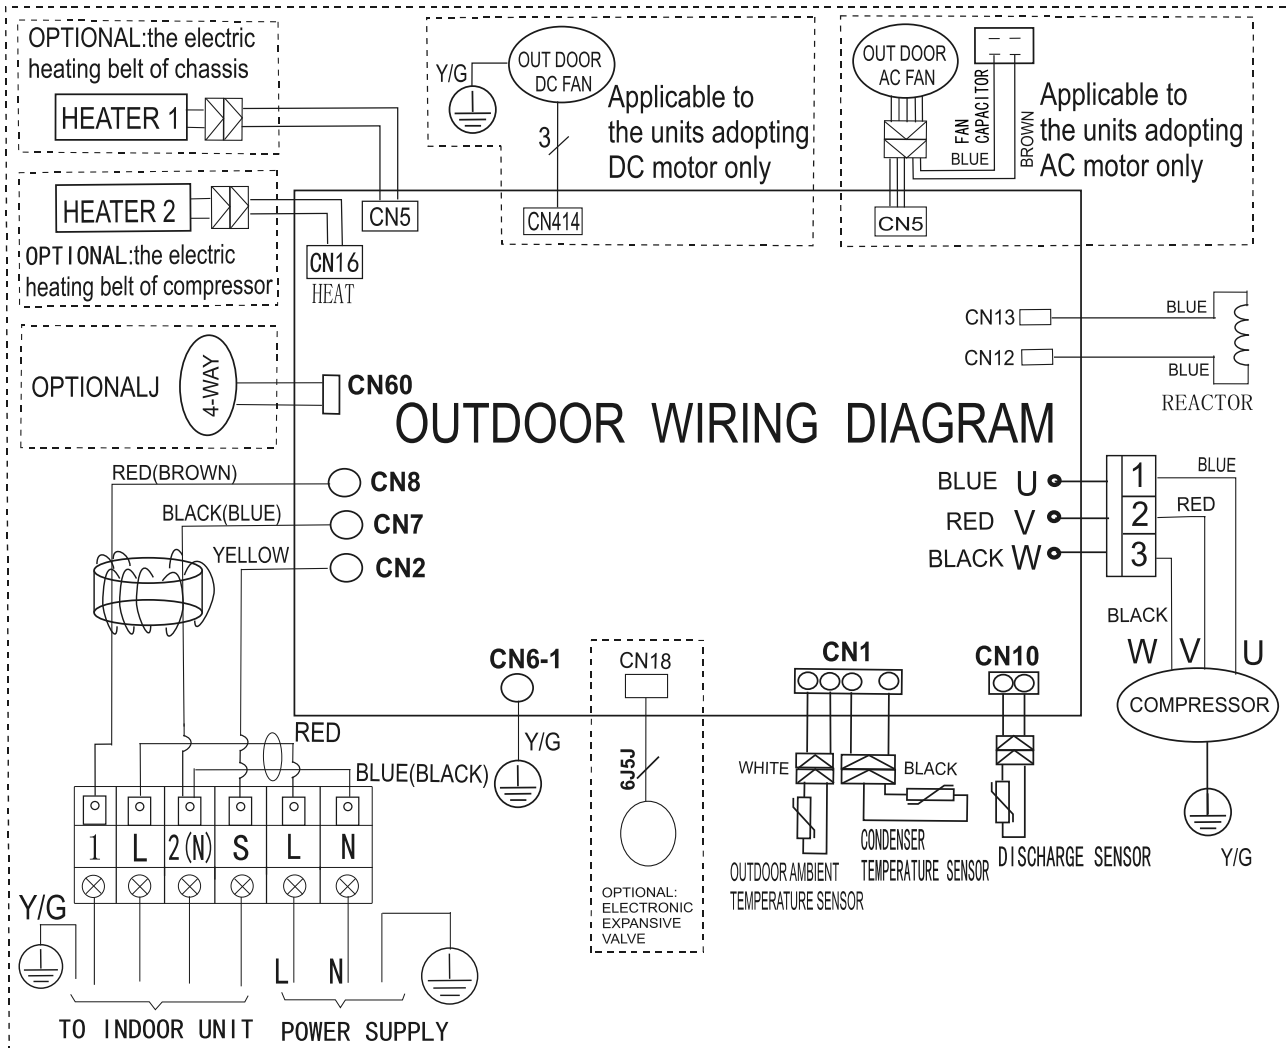 OPTIONAL:the electric
heating belt of chassis
HEATER 1
HEATER 2
OPTIONAL:the electric
heating belt of compressor
CN5
CN16
HEAT
Y/G
OUT DOOR
DC FAN
3
CN414
Applicable to
the units adopting
DC motor only
OUT DOOR
AC FAN
FAN
CAPACITOR
BLUE
BROWN
CN5
Applicable to
the units adopting
AC motor only
OPTIONALJ
4-WAY
CN60
CN13
BLUE
CN12
BLUE
REACTOR
OUTDOOR WIRING DIAGRAM
RED(BROWN)
CN8
BLACK(BLUE)
CN7
YELLOW
CN2
BLUE U
RED V
BLACK W
1
2
3
BLUE
RED
BLACK
W V U
COMPRESSOR
Y/G
CN6-1
Y/G
CN18
6J5J
OPTIONAL:
ELECTRONIC
EXPANSIVE
VALVE
CN1
WHITE
BLACK
OUTDOOR AMBIENT
TEMPERATURE SENSOR
CONDENSER
TEMPERATURE SENSOR
CN10
DISCHARGE SENSOR
RED
BLUE(BLACK)
1 L 2(N) S L N
Y/G
L N
TO INDOOR UNIT
POWER SUPPLY